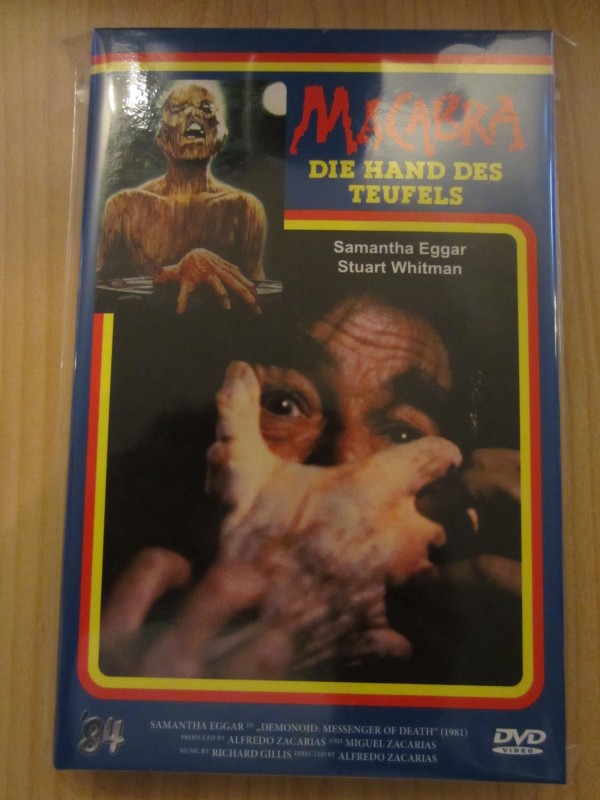 MACABRA
DIE HAND DES
TEUFELS
Samantha Eggar
Stuart Whitman
SAMANTHA EGGAR IN „DEMONOID: MESSENGER OF DEATH" (1981)
PRODUCED BY ALFREDO ZACARIAS AND MIGUEL ZACARIAS
MUSIC BY RICHARD GILLIS DIRECTED BY ALFREDO ZACARIAS
'84
DVD
VIDEO